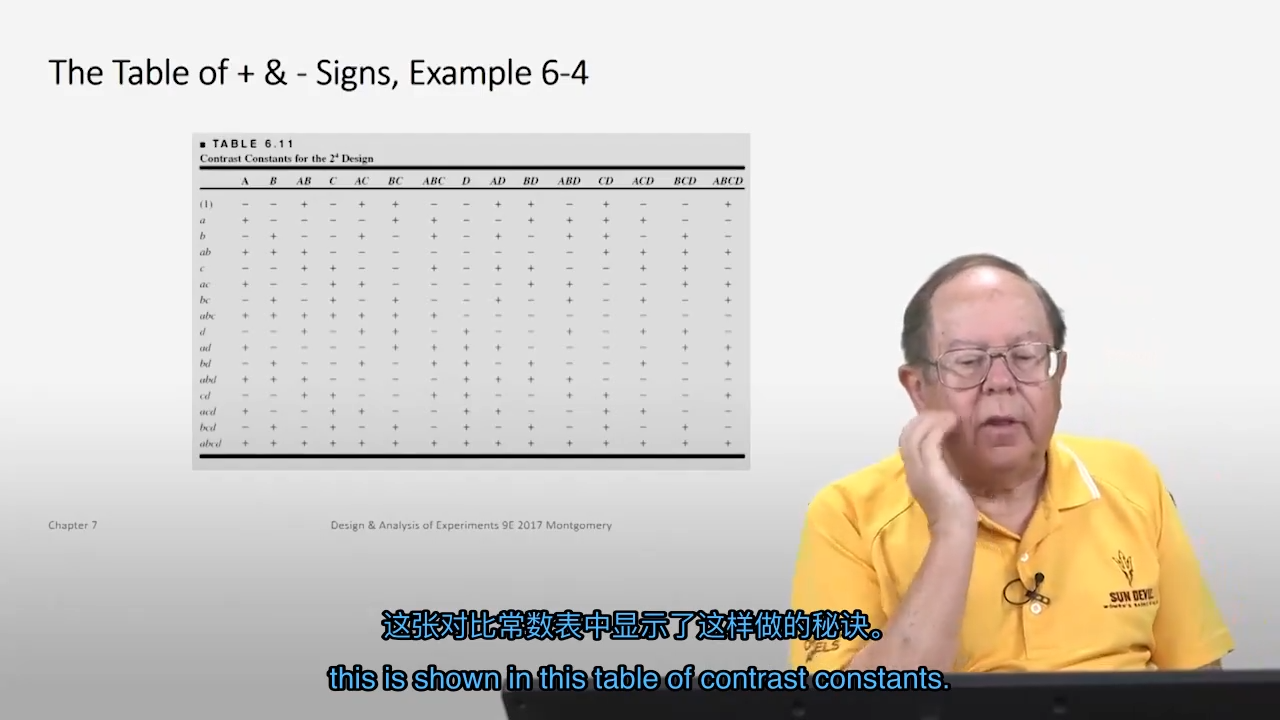 The Table of + & - Signs, Example 6-4
■ TABLE 6.11
Contrast Constants for the 2⁴ Design
A B AB C AC BC ABC D AD BD ABD CD ACD BCD ABCD
(1) − − + − + + − − + + − + − − +
a + − − − − + + − − + + + + − −
b − + − − + − + − + − + + − + −
ab + + + − − − − − − − − + + + +
c − − + + − − + − + + − − + + −
ac + − − + + − − − − + + − − + +
bc − + − + − + − − + − + − + − +
abc + + + + + + + − − − − − − − −
d − − + − + + − + − − + − + + −
ad + − − − − + + + + − − − − + +
bd − + − − + − + + − + − − + − +
abd + + + − − − − + + + + − − − −
cd − − + + − − + + − − + + − − +
acd + − − + + − − + + − − + + − −
bcd − + − + − + − + − + − + − + −
abcd + + + + + + + + + + + + + + +
Chapter 7
Design & Analysis of Experiments 9E 2017 Montgomery
SUN DEVIL
这张对比常数表中显示了这样做的秘诀。
this is shown in this table of contrast constants.